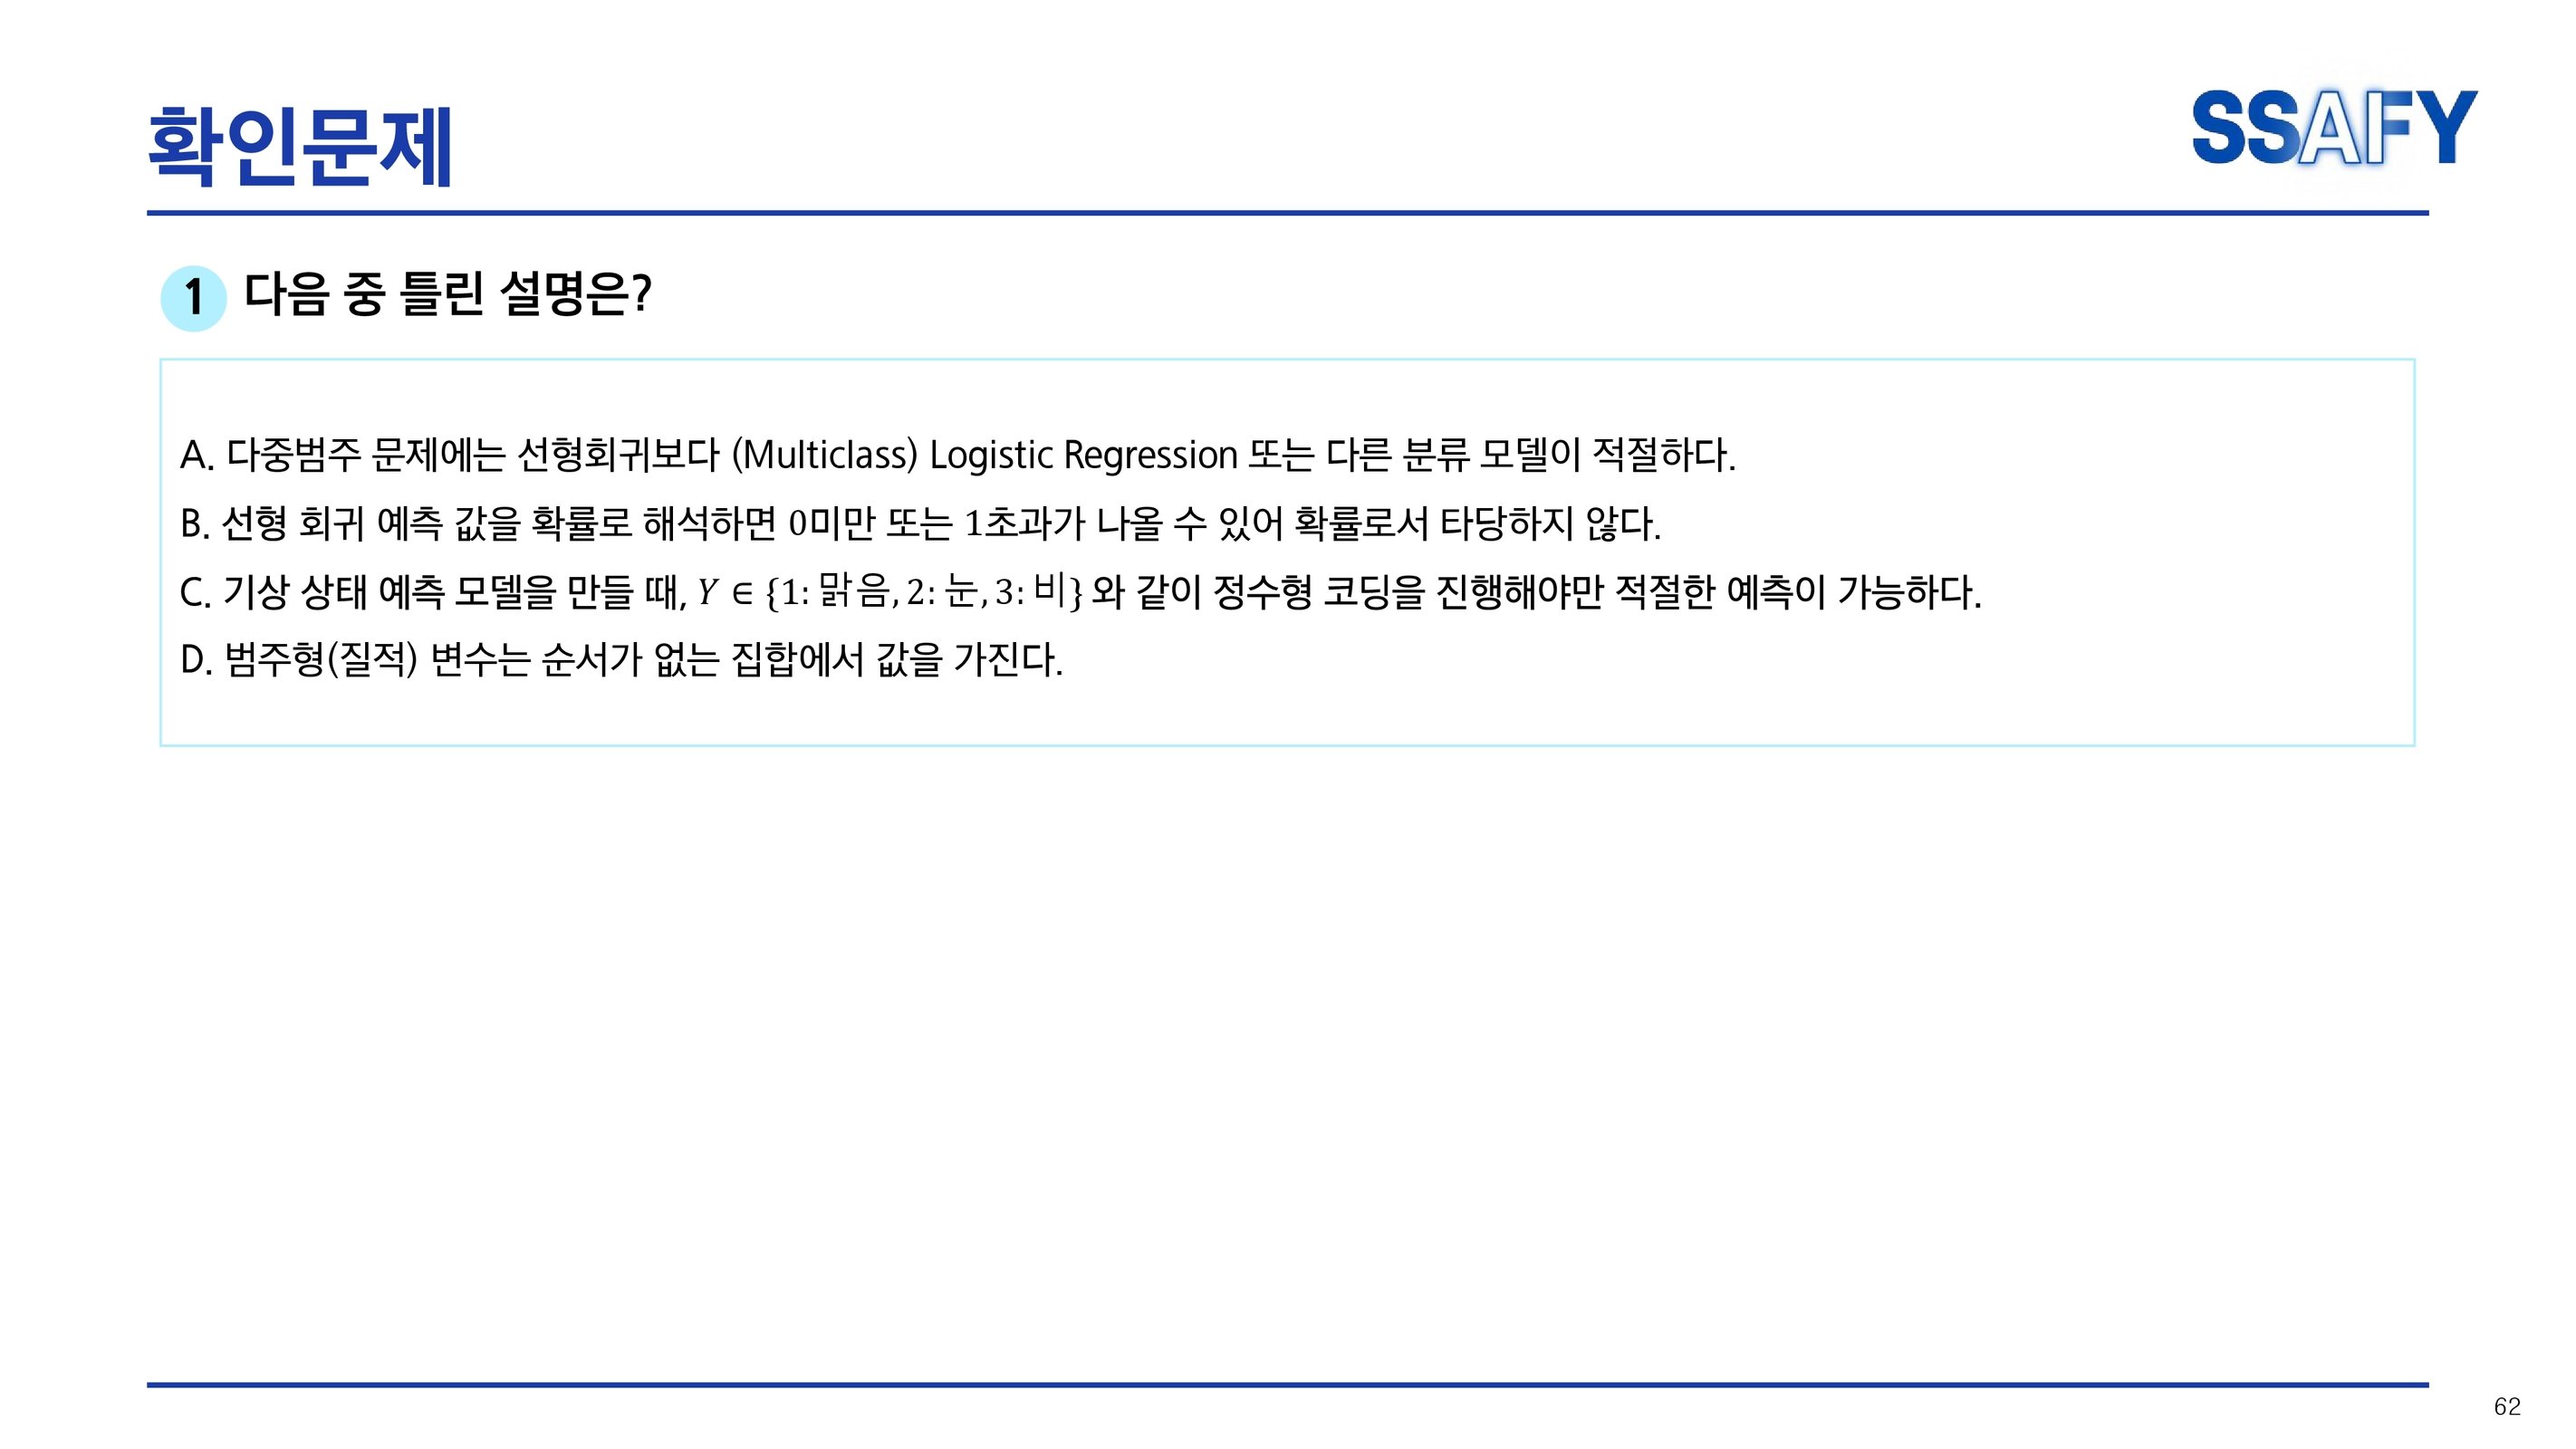 확인문제
SSAFY
1 다음 중 틀린 설명은?
A. 다중범주 문제에는 선형회귀보다 (Multiclass) Logistic Regression 또는 다른 분류 모델이 적절하다.
B. 선형 회귀 예측 값을 확률로 해석하면 0미만 또는 1초과가 나올 수 있어 확률로서 타당하지 않다.
C. 기상 상태 예측 모델을 만들 때, Y ∈ {1: 맑음, 2: 눈, 3: 비} 와 같이 정수형 코딩을 진행해야만 적절한 예측이 가능하다.
D. 범주형(질적) 변수는 순서가 없는 집합에서 값을 가진다.
62